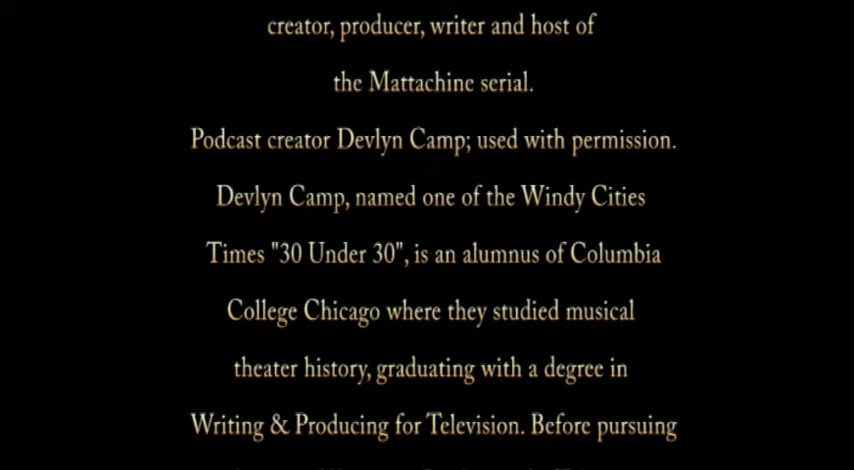 creator, producer, writer and host of
the Mattachine serial.
Podcast creator Devlyn Camp; used with permission.
Devlyn Camp, named one of the Windy Cities
Times "30 Under 30", is an alumnus of Columbia
College Chicago where they studied musical
theater history, graduating with a degree in
Writing & Producing for Television. Before pursuing